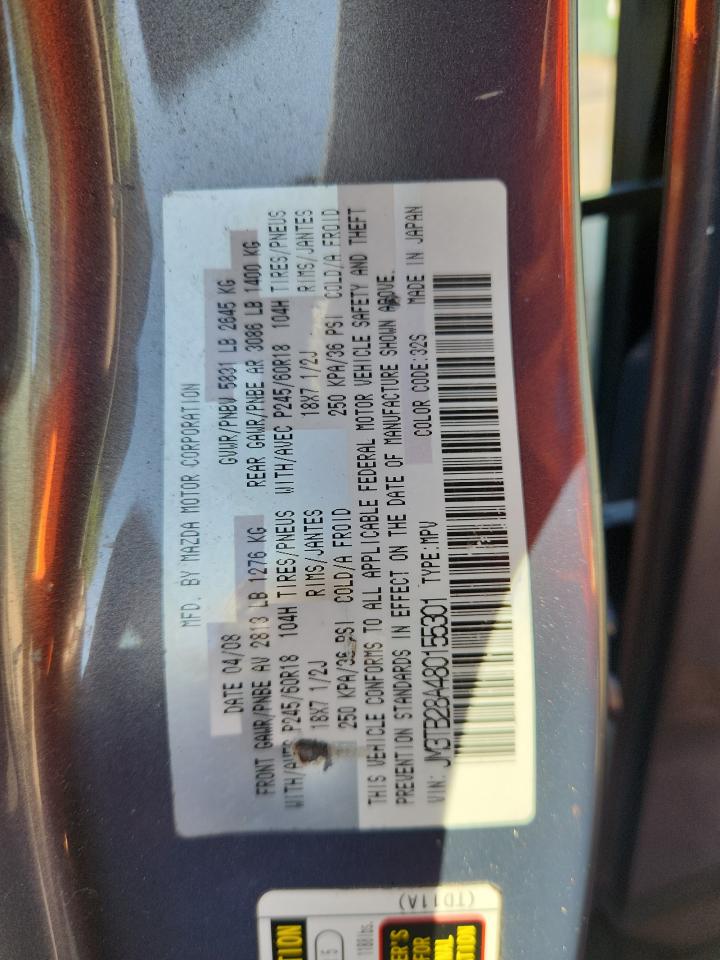 MFD. BY MAZDA MOTOR CORPORATION
DATE 04/08 GVWR/PNBV 5831 LB 2645 KG
FRONT GAWR/PNBE AV 2813 LB 1276 KG REAR GAWR/PNBE AR 3086 LB 1400 KG
WITH/AVEC P245/60R18 104H TIRES/PNEUS WITH/AVEC P245/60R18 104H TIRES/PNEUS
18X7 1/2J RIMS/JANTES 18X7 1/2J RIMS/JANTES
250 KPA/36 PSI COLD/A FROID 250 KPA/36 PSI COLD/A FROID
THIS VEHICLE CONFORMS TO ALL APPLICABLE FEDERAL MOTOR VEHICLE SAFETY AND THEFT
PREVENTION STANDARDS IN EFFECT ON THE DATE OF MANUFACTURE SHOWN ABOVE.
VIN: JM3TB28A480155301 TYPE:MPV COLOR CODE:32S MADE IN JAPAN
(TD11A)